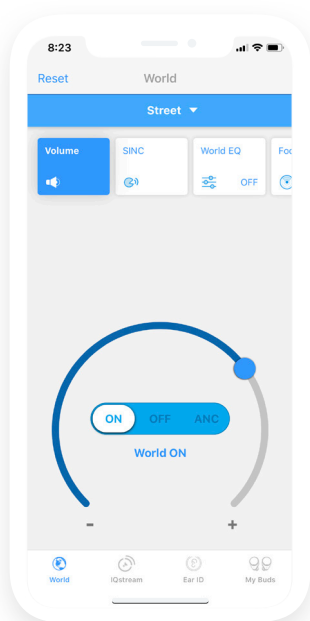 8:23
Reset World
Street
Volume SINC World EQ Foc
OFF
ON OFF ANC
World ON
- +
World IQstream Ear ID My Buds